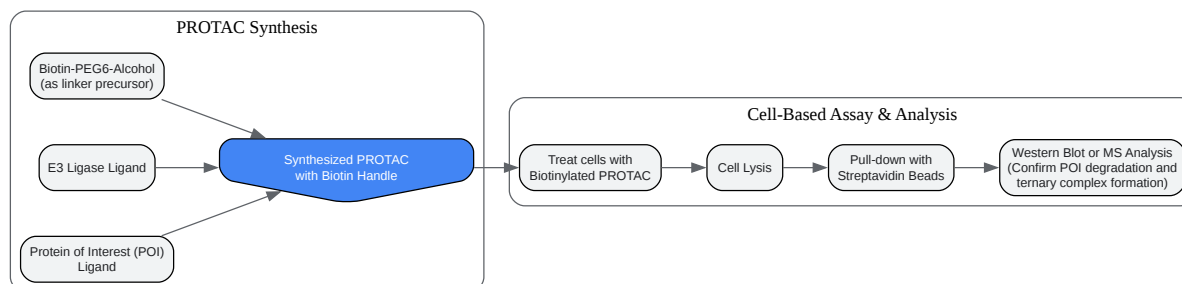 PROTAC Synthesis
Biotin-PEG6-Alcohol
(as linker precursor)
E3 Ligase Ligand
Protein of Interest (POI)
Ligand
Synthesized PROTAC
with Biotin Handle
Cell-Based Assay & Analysis
Treat cells with
Biotinylated PROTAC
Cell Lysis
Pull-down with
Streptavidin Beads
Western Blot or MS Analysis
(Confirm POI degradation and
ternary complex formation)